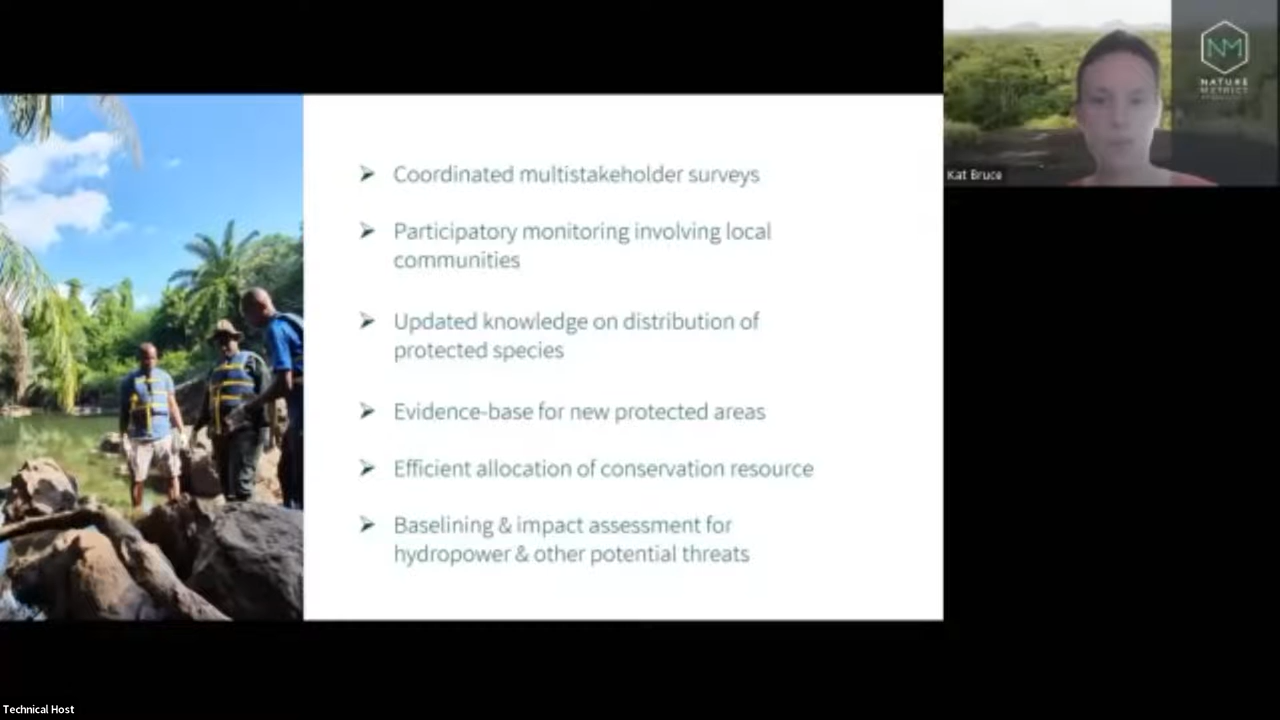 Coordinated multistakeholder surveys
Participatory monitoring involving local
communities
Updated knowledge on distribution of
protected species
Evidence-base for new protected areas
Efficient allocation of conservation resource
Baselining & impact assessment for
hydropower & other potential threats
NM
NATURE
METRICS
Kat Bruce
Technical Host